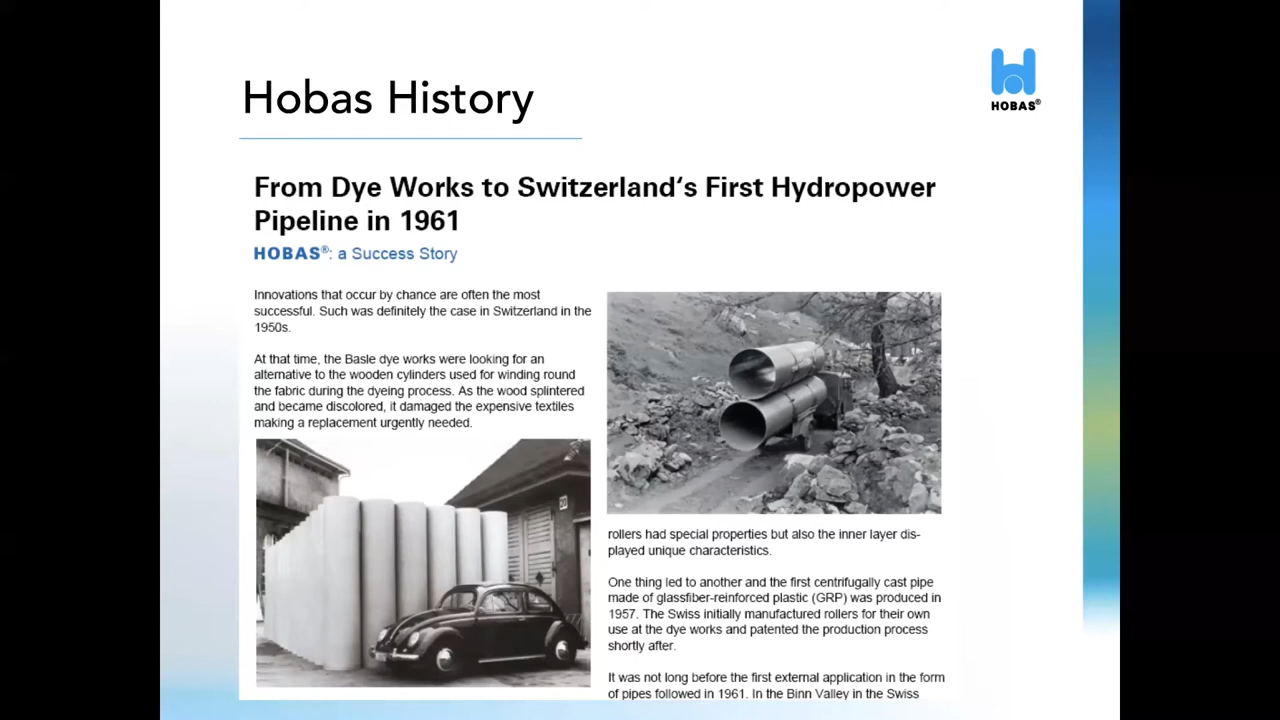 Hobas History
HOBAS®
From Dye Works to Switzerland‘s First Hydropower
Pipeline in 1961
HOBAS®: a Success Story
Innovations that occur by chance are often the most
successful. Such was definitely the case in Switzerland in the
1950s.
At that time, the Basle dye works were looking for an
alternative to the wooden cylinders used for winding round
the fabric during the dyeing process. As the wood splintered
and became discolored, it damaged the expensive textiles
making a replacement urgently needed.
rollers had special properties but also the inner layer dis-
played unique characteristics.
One thing led to another and the first centrifugally cast pipe
made of glassfiber-reinforced plastic (GRP) was produced in
1957. The Swiss initially manufactured rollers for their own
use at the dye works and patented the production process
shortly after.
It was not long before the first external application in the form
of pipes followed in 1961. In the Binn Valley in the Swiss